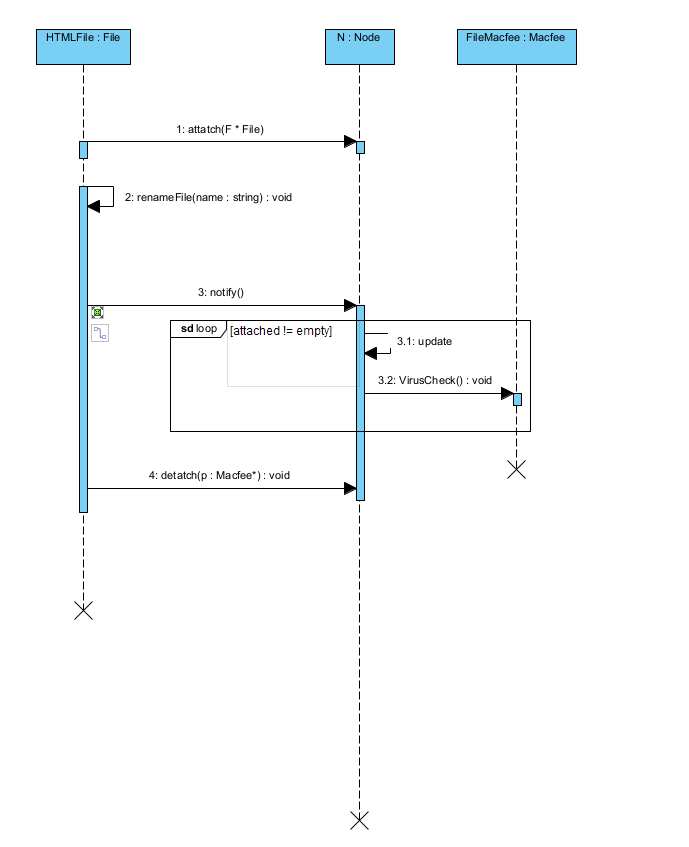 HTMLFile : File
N : Node
FileMacfee : Macfee
1: attatch(F * File)
2: renameFile(name : string) : void
3: notify()
sd loop
[attached != empty]
3.1: update
3.2: VirusCheck() : void
4: detatch(p : Macfee*) : void